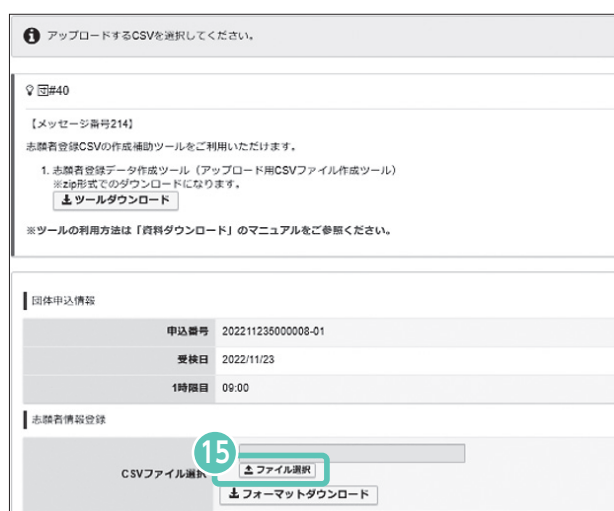 アップロードするCSVを選択してください。
#40
【メッセージ番号214】
志願者登録CSVの作成補助ツールをご利用いただけます。
1. 志願者登録データ作成ツール（アップロード用CSVファイル作成ツール）
※zip形式でのダウンロードになります。
ツールダウンロード
※ツールの利用方法は「資料ダウンロード」のマニュアルをご参照ください。
団体申込情報
申込番号 202211235000008-01
受検日 2022/11/23
1時限目 09:00
志願者情報登録
15
CSVファイル選択 ファイル選択
フォーマットダウンロード